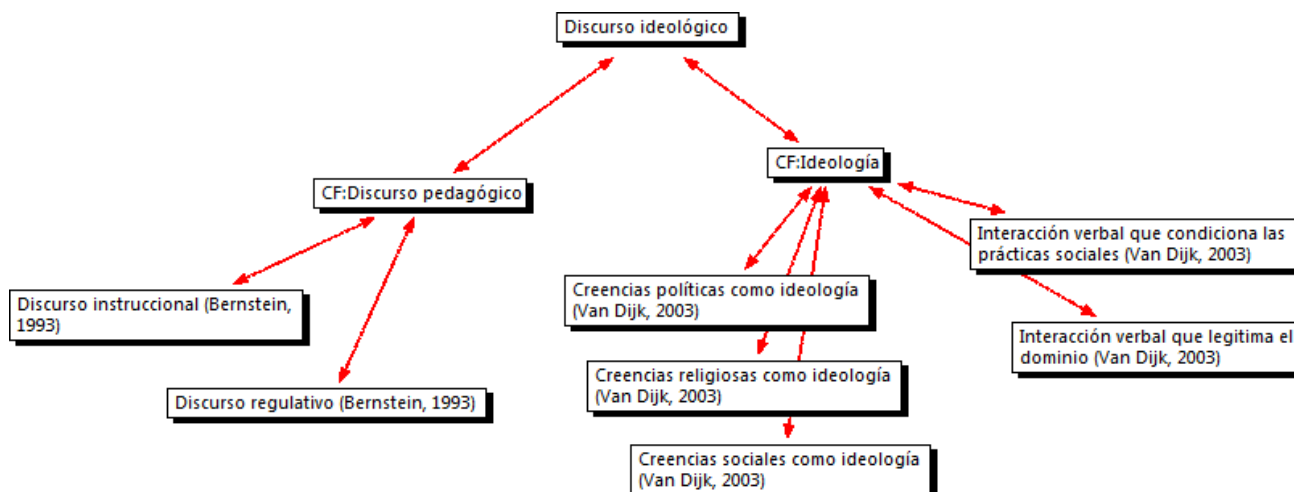 Discurso ideológico
CF:Ideología
CF:Discurso pedagógico
Interacción verbal que condiciona las
prácticas sociales (Van Dijk, 2003)
Discurso instruccional (Bernstein,
1993)
Creencias políticas como ideología
(Van Dijk, 2003)
Interacción verbal que legitima el
dominio (Van Dijk, 2003)
Creencias religiosas como ideología
(Van Dijk, 2003)
Discurso regulativo (Bernstein, 1993)
Creencias sociales como ideología
(Van Dijk, 2003)